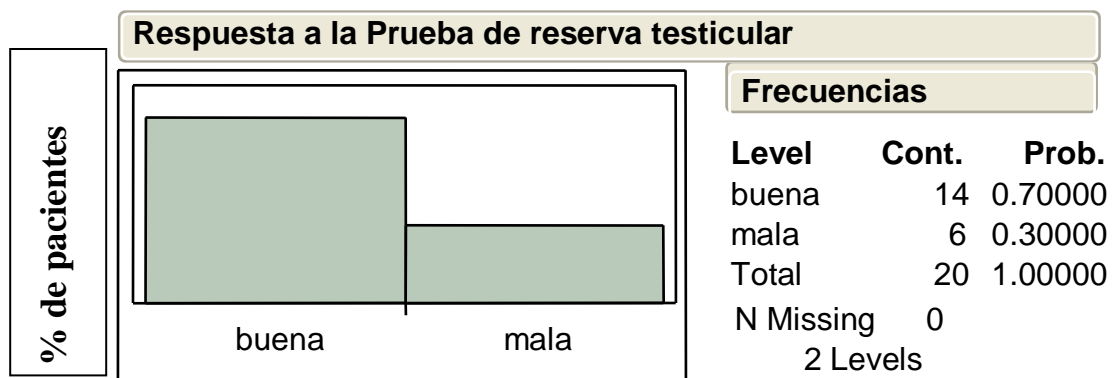 Respuesta a la Prueba de reserva testicular
% de pacientes
buena mala
Frecuencias
Level Cont. Prob.
buena 14 0.70000
mala 6 0.30000
Total 20 1.00000
N Missing 0
2 Levels